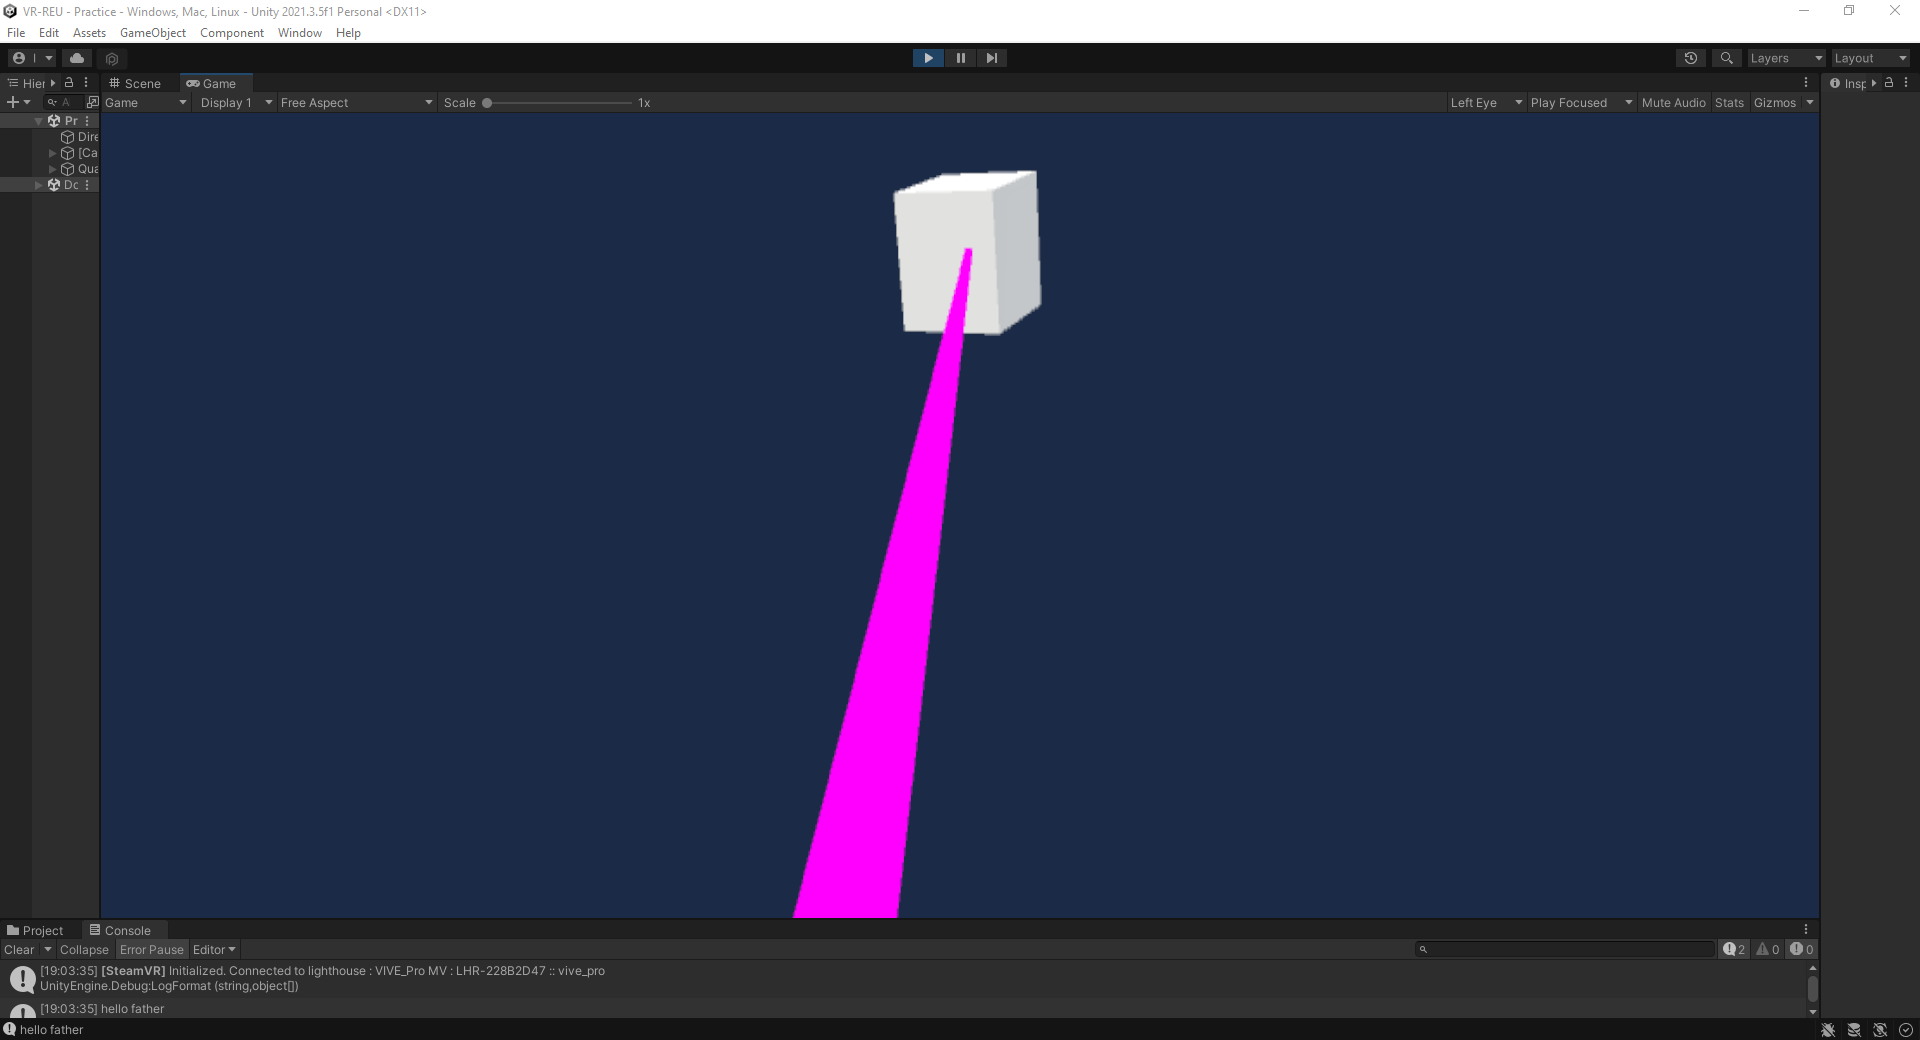 VR-REU - Practice - Windows, Mac, Linux - Unity 2021.3.5f1 Personal <DX11>
File Edit Assets GameObject Component Window Help
I Layers Layout
Hier Scene Game Insp
A Game Display 1 Free Aspect Scale 1x Left Eye Play Focused Mute Audio Stats Gizmos
Pr
Dire
[Ca
Qua
Dc
Project Console
Clear Collapse Error Pause Editor 2 0 0
[19:03:35] [SteamVR] Initialized. Connected to lighthouse : VIVE_Pro MV : LHR-228B2D47 :: vive_pro
UnityEngine.Debug:LogFormat (string,object[])
[19:03:35] hello father
hello father